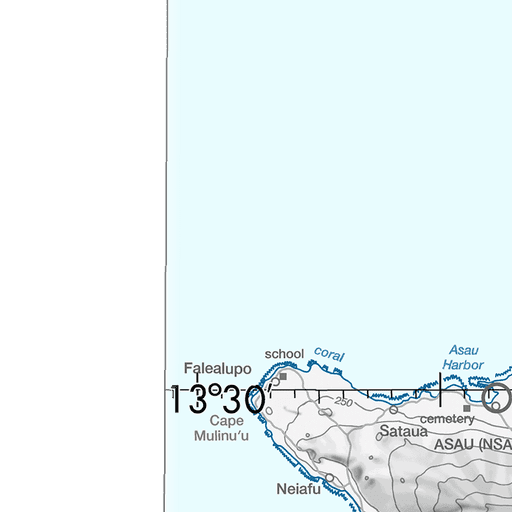 school
coral
Asau
Harbor
Falealupo
13°30'
250
Cape
Mulinu'u
cemetery
Sataua
ASAU (NSA
Neiafu